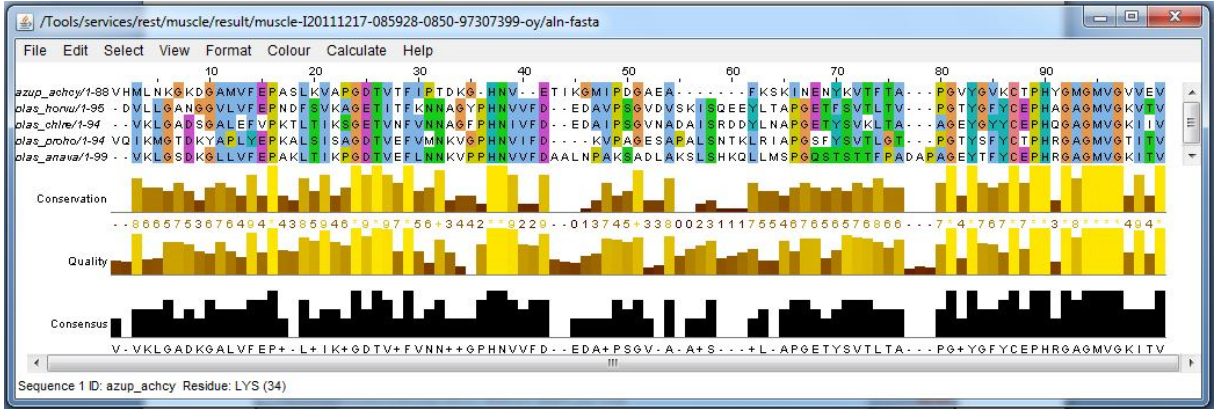 /Tools/services/rest/muscle/result/muscle-I20111217-085928-0850-97307399-oy/aln-fasta
File Edit Select View Format Colour Calculate Help
10 20 30 40 50 60 70 80 90
azup_achcy/1-88 VHMLNKGKDGAMVFEPASLKVAPGDTVTFIPTDKG-HNV--ETIKGMIPDGAEA-------FKSKINENYKVTFTA---PGVYGVKCTPHYGMGMVGVVEV
plas_horvu/1-95 -DVLLGANGGVLVFEPNDFSVKAGETITFKNNAGYPHNVVFD--EDAVPSGVDVSKISQEEYLTAPGETFSVTLTV---PGTYGFYCEPHAGAGMVGKVTV
plas_chlre/1-94 --VKLGADSGALEFVPKTLTIKSGETVNFVNNAGFPHNIVFD--EDAIPSGVNADAISRDDYLNAPGETYSVKLTA---AGEYGYYCEPHQGAGMVGKIIV
plas_proho/1-94 VQIKMGTDKYAPLYEPKALSISAGDTVEFVMNKVGPHNVIFD---KVPAGESAPALSNTKLRIAPGSFYSVTLGT---PGTYSFYCTPHRGAGMVGKITV
plas_anava/1-99 --VKLGSDKGLLVFEPAKLTIKPGDTVEFLNNKVPPHNVVFDAALNPAKSADLAKSLSHKQLLMSPGQSTSTTFPADAPAGEYTFYCEPHRGAGMVGKITV
Conservation
--8665753676494*4385946*9*97*56+3442**9229--013745+3380023111755467656576866---7*4*767*7**3*8****494*
Quality
Consensus
V-VKLGADKGALVFEP+-L+IK+GDTV+FVNN++GPHNVVFD--EDA+PSGV-A-A+S---+L-APGETYSVTLTA---PG+YGFYCEPHRGAGMVGKITV
Sequence 1 ID: azup_achcy Residue: LYS (34)